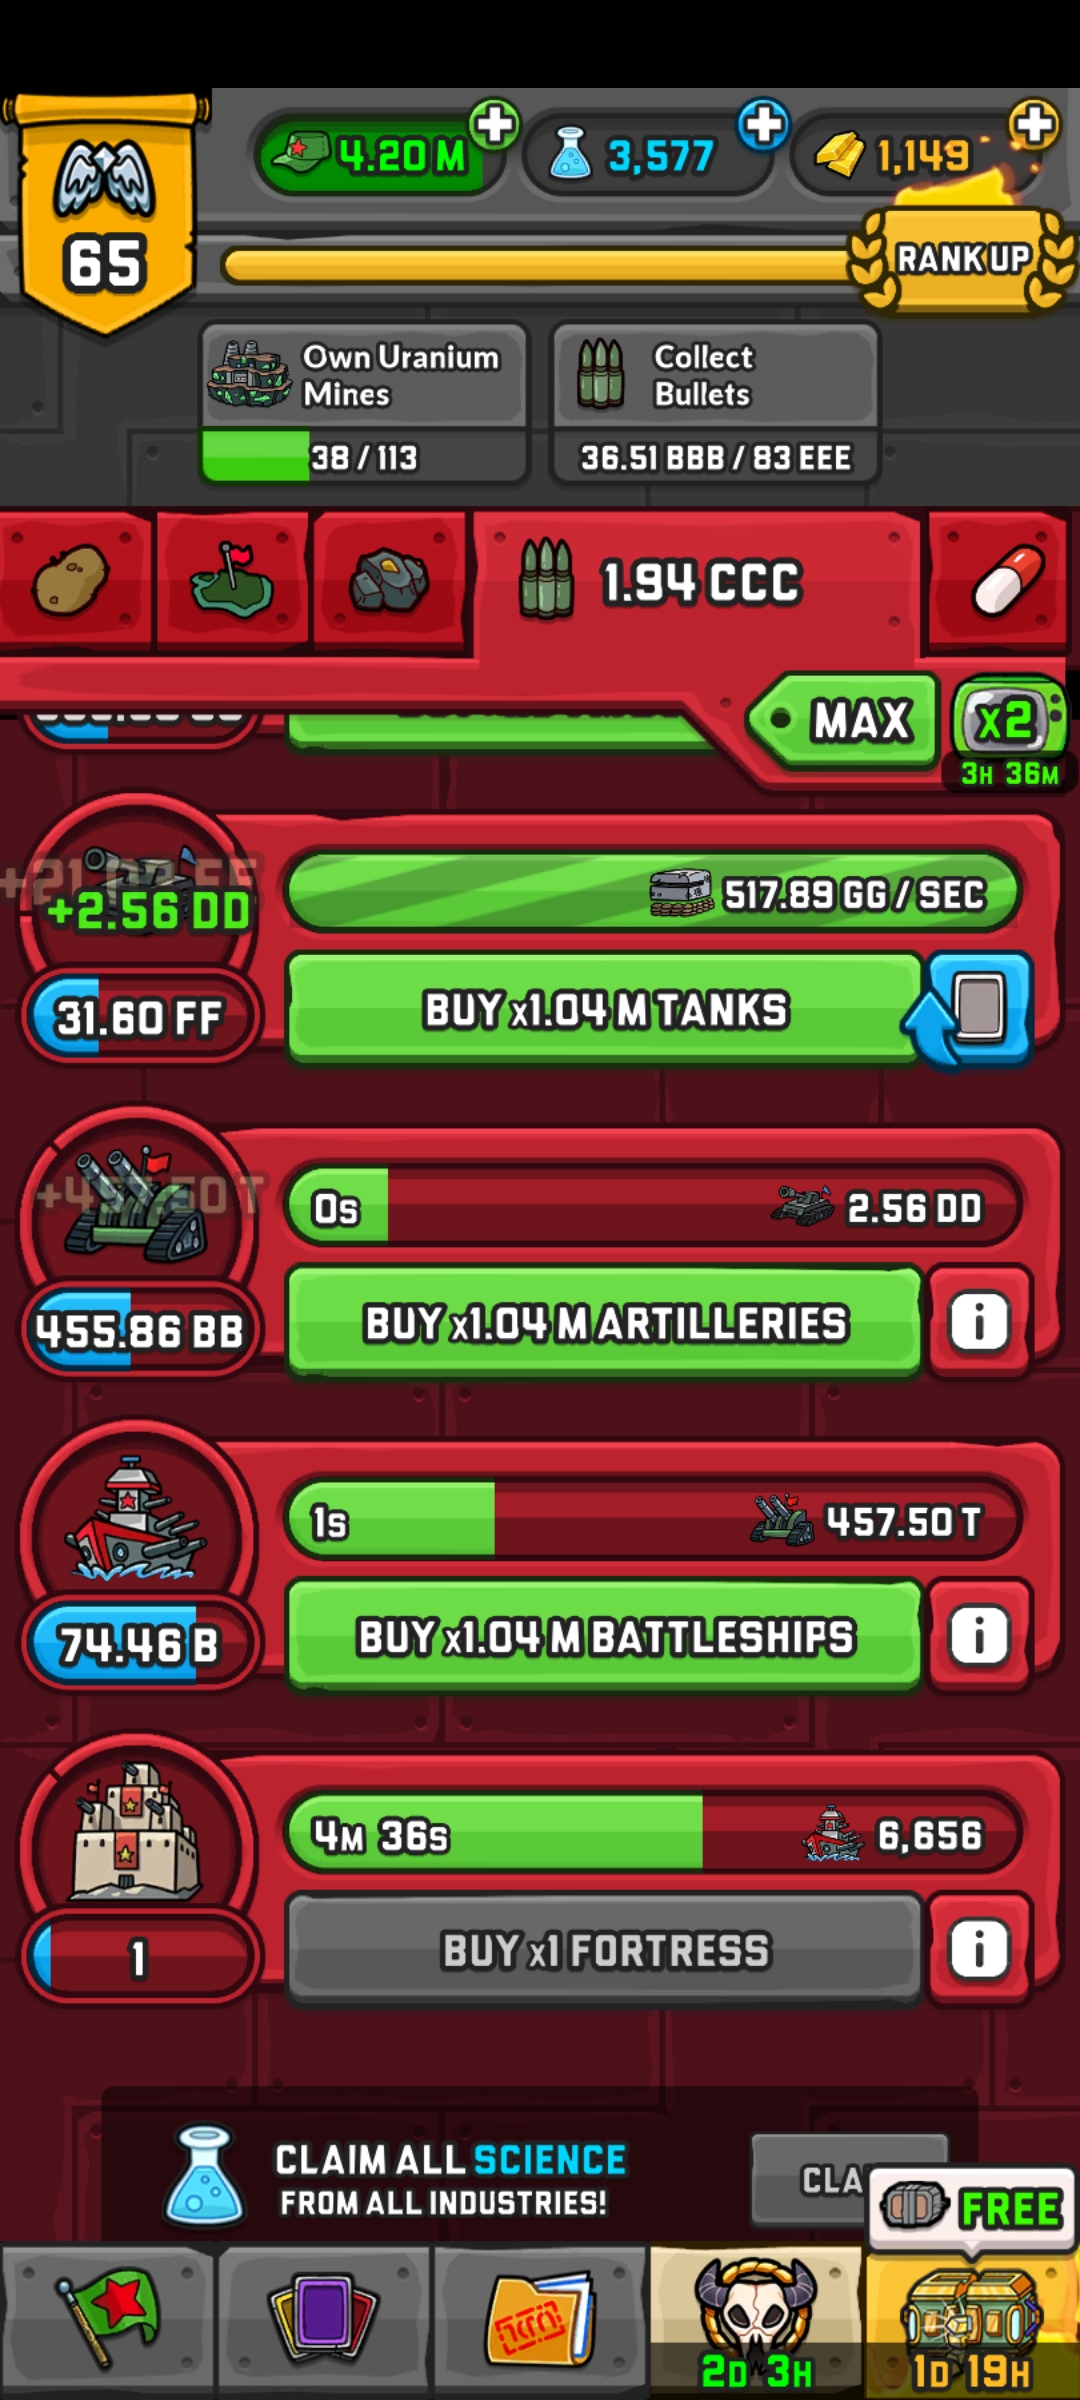 4.20 M
3,577
1,149
65
RANK UP
Own Uranium
Mines
38 / 113
Collect
Bullets
36.51 BBB / 83 EEE
1.94 CCC
MAX
x2
3H 36M
+2.56 DD
517.89 GG / SEC
31.60 FF
BUY x1.04 M TANKS
0s
2.56 DD
455.86 BB
BUY x1.04 M ARTILLERIES
i
1s
457.50 T
74.46 B
BUY x1.04 M BATTLESHIPS
i
4M 36s
6,656
1
BUY x1 FORTRESS
i
CLAIM ALL SCIENCE
FROM ALL INDUSTRIES!
CLA
FREE
2D 3H
1D 19H